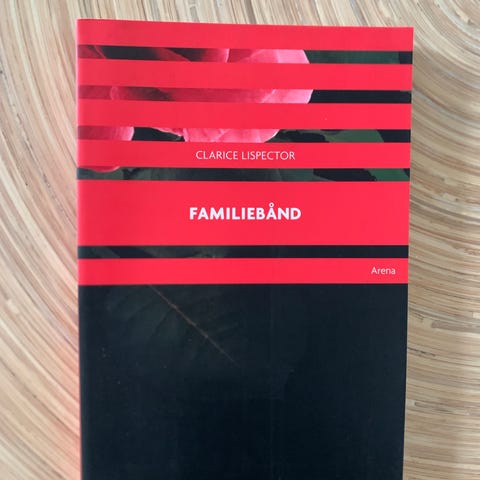 CLARICE LISPECTOR
FAMILIEBÅND
Arena